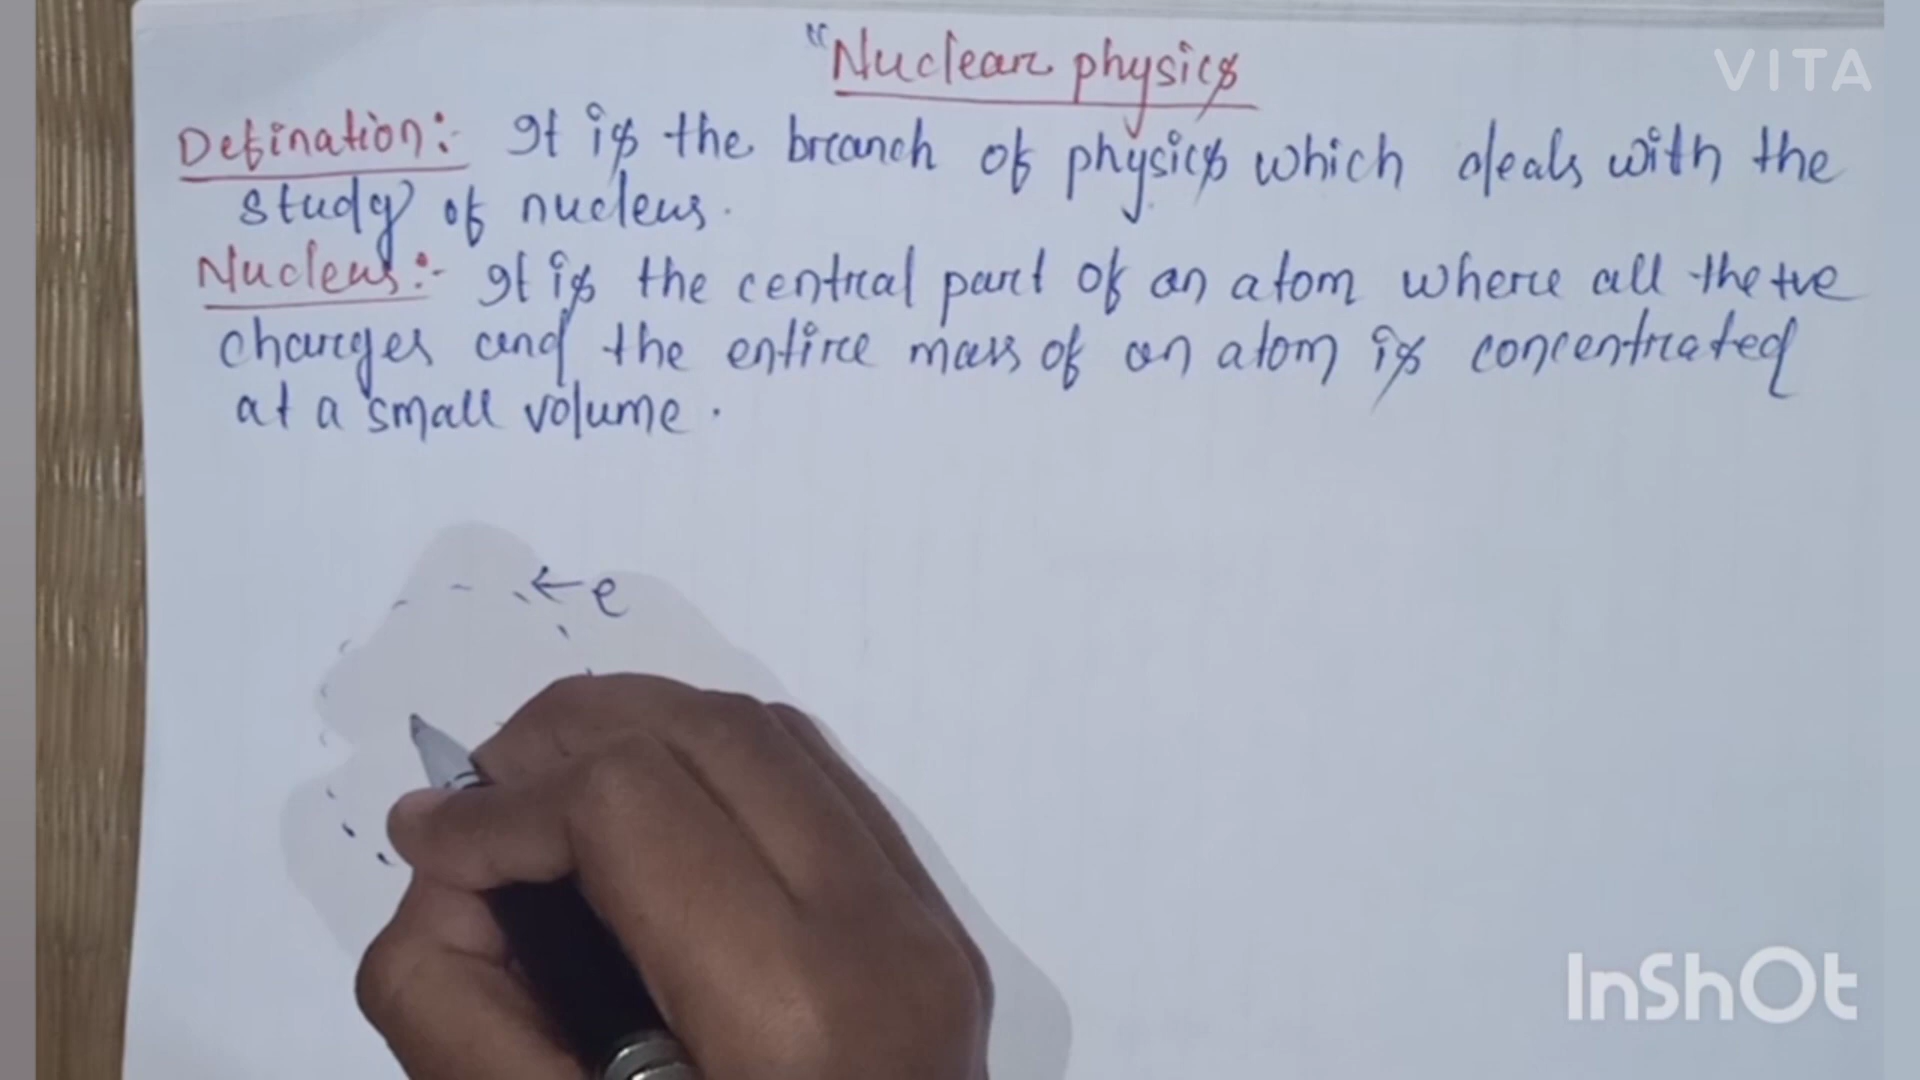 "Nuclear physics
VITA
Defination:- It is the branch of physics which deals with the
study of nucleus.
Nucleus:- It is the central part of an atom where all the +ve
charges and the entire mass of an atom is concentrated
at a small volume.
← e
InShOt